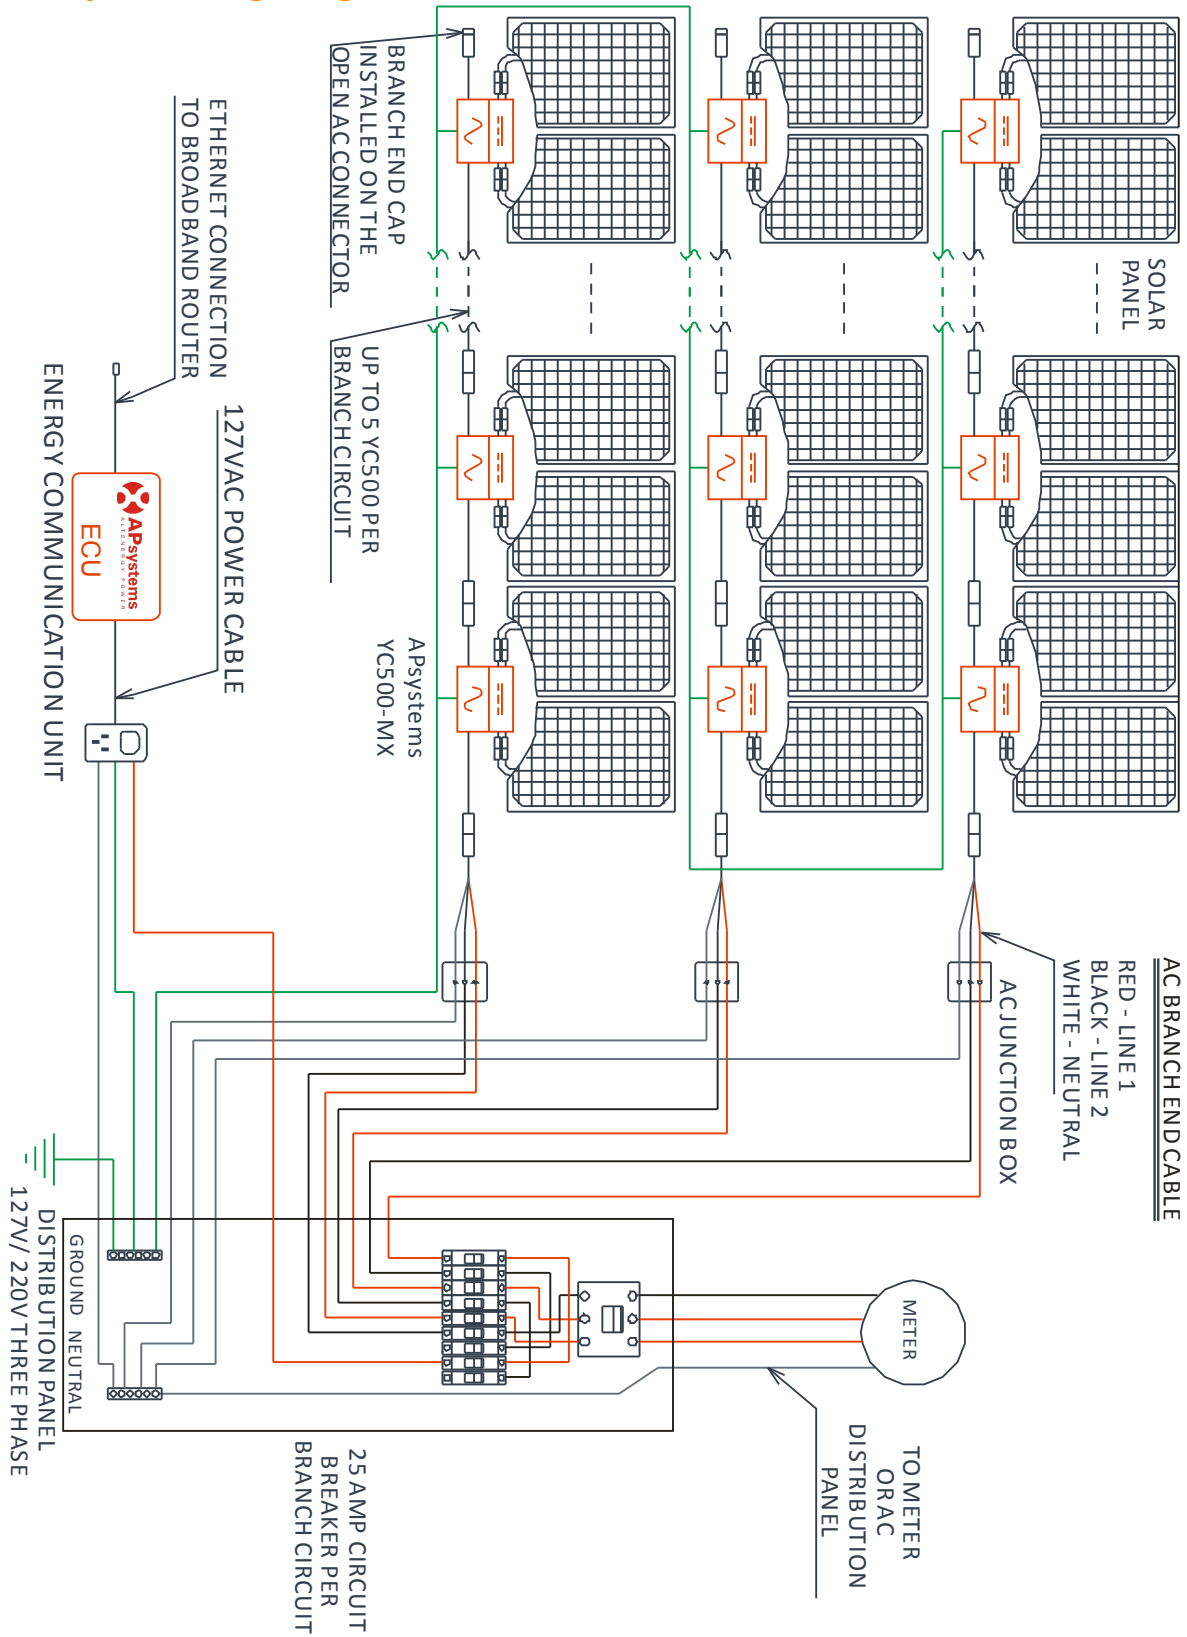 SOLAR
PANEL
BRANCH END CAP
INSTALLED ON THE
OPEN AC CONNECTOR
UP TO 5 YC500 PER
BRANCH CIRCUIT
APsystems
YC500-MX
ETHERNET CONNECTION
TO BROADBAND ROUTER
127VAC POWER CABLE
APsystems
ALTENERGY POWER
ECU
ENERGY COMMUNICATION UNIT
AC BRANCH END CABLE
RED - LINE 1
BLACK - LINE 2
WHITE - NEUTRAL
AC JUNCTION BOX
METER
TO METER
OR AC
DISTRIBUTION
PANEL
GROUND NEUTRAL
DISTRIBUTION PANEL
127V/ 220V THREE PHASE
25 AMP CIRCUIT
BREAKER PER
BRANCH CIRCUIT